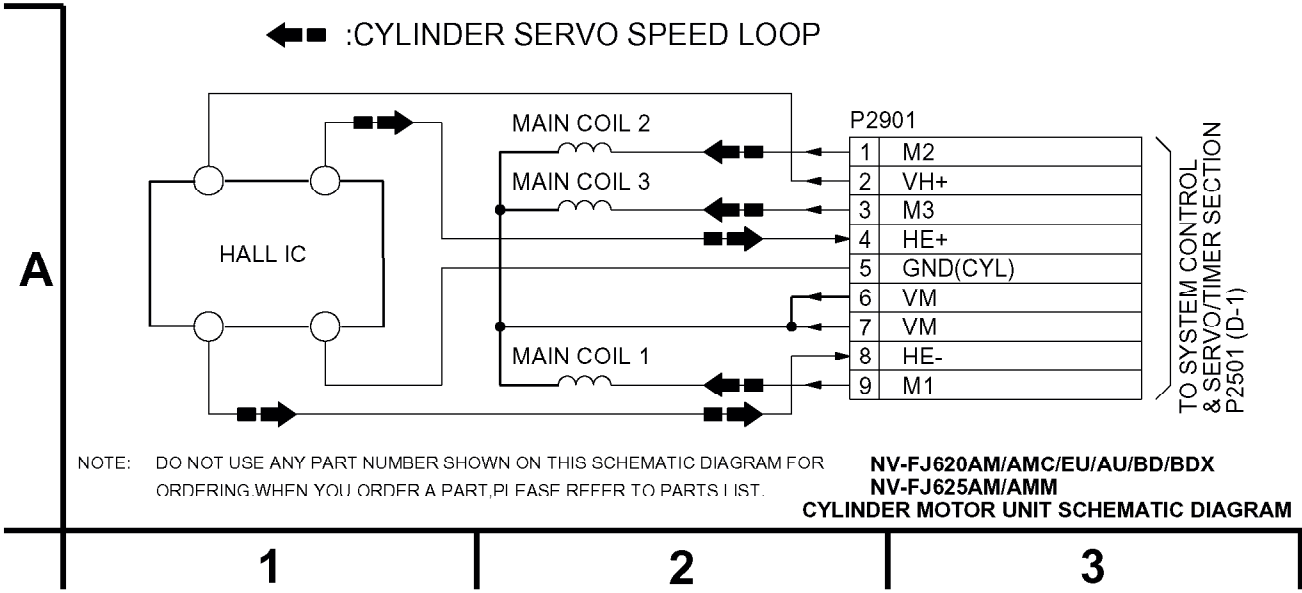 :CYLINDER SERVO SPEED LOOP
P2901
MAIN COIL 2
1 M2
2 VH+
MAIN COIL 3
3 M3
4 HE+
HALL IC
5 GND(CYL)
6 VM
7 VM
MAIN COIL 1
8 HE-
9 M1
TO SYSTEM CONTROL
& SERVO/TIMER SECTION
P2501 (D-1)
A
NOTE: DO NOT USE ANY PART NUMBER SHOWN ON THIS SCHEMATIC DIAGRAM FOR
ORDERING.WHEN YOU ORDER A PART,PLEASE REFER TO PARTS LIST.
NV-FJ620AM/AMC/EU/AU/BD/BDX
NV-FJ625AM/AMM
CYLINDER MOTOR UNIT SCHEMATIC DIAGRAM
1 2 3